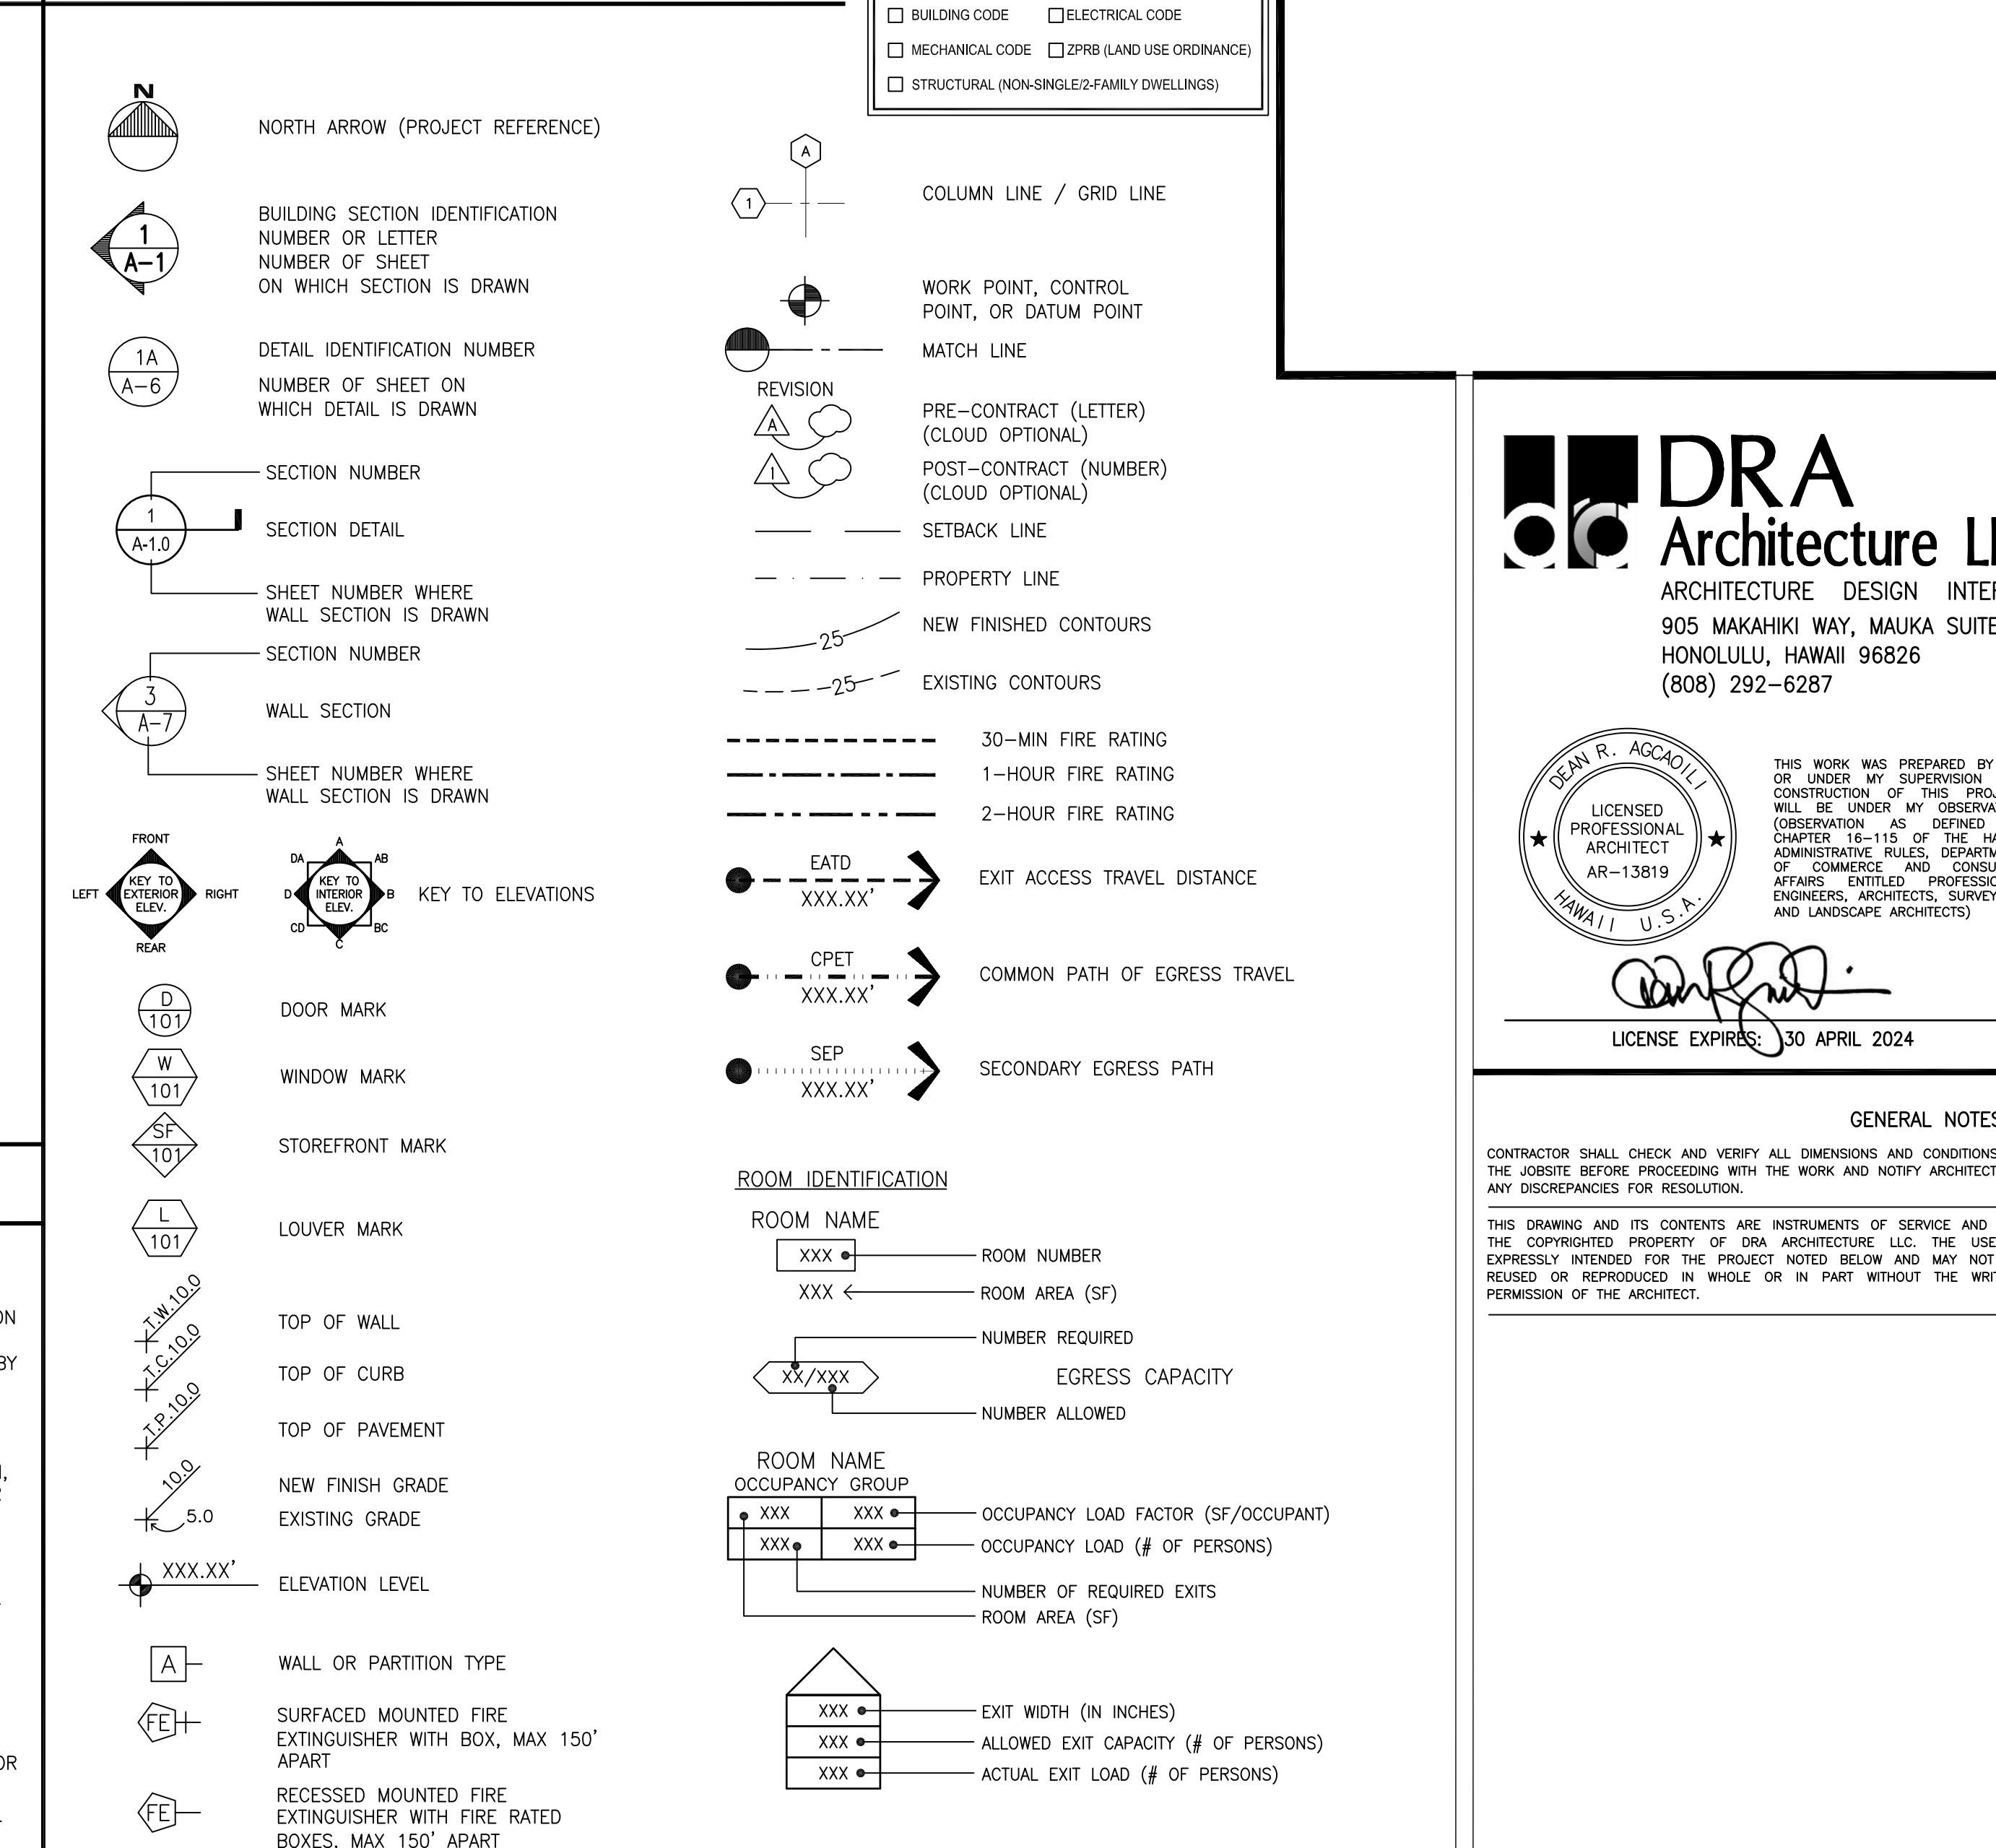 BUILDING CODE
ELECTRICAL CODE
MECHANICAL CODE
ZPRB (LAND USE ORDINANCE)
STRUCTURAL (NON-SINGLE/2-FAMILY DWELLINGS)
N
NORTH ARROW (PROJECT REFERENCE)
1
A-1
BUILDING SECTION IDENTIFICATION
NUMBER OR LETTER
NUMBER OF SHEET
ON WHICH SECTION IS DRAWN
1A
A-6
DETAIL IDENTIFICATION NUMBER
NUMBER OF SHEET ON
WHICH DETAIL IS DRAWN
SECTION NUMBER
1
A-1.0
SECTION DETAIL
SHEET NUMBER WHERE
WALL SECTION IS DRAWN
SECTION NUMBER
3
A-7
WALL SECTION
SHEET NUMBER WHERE
WALL SECTION IS DRAWN
FRONT
LEFT
KEY TO
EXTERIOR
ELEV.
RIGHT
REAR
A
DA
AB
D
KEY TO
INTERIOR
ELEV.
B
CD
BC
C
KEY TO ELEVATIONS
D
101
DOOR MARK
W
101
WINDOW MARK
SF
101
STOREFRONT MARK
L
101
LOUVER MARK
T.W.10.0
TOP OF WALL
T.C.10.0
TOP OF CURB
T.P.10.0
TOP OF PAVEMENT
10.0
NEW FINISH GRADE
5.0
EXISTING GRADE
XXX.XX'
ELEVATION LEVEL
A
WALL OR PARTITION TYPE
FE
SURFACED MOUNTED FIRE
EXTINGUISHER WITH BOX, MAX 150'
APART
FE
RECESSED MOUNTED FIRE
EXTINGUISHER WITH FIRE RATED
BOXES, MAX 150' APART
A
1
COLUMN LINE / GRID LINE
WORK POINT, CONTROL
POINT, OR DATUM POINT
MATCH LINE
REVISION
A
PRE-CONTRACT (LETTER)
(CLOUD OPTIONAL)
1
POST-CONTRACT (NUMBER)
(CLOUD OPTIONAL)
SETBACK LINE
PROPERTY LINE
25
NEW FINISHED CONTOURS
25
EXISTING CONTOURS
30-MIN FIRE RATING
1-HOUR FIRE RATING
2-HOUR FIRE RATING
EATD
XXX.XX'
EXIT ACCESS TRAVEL DISTANCE
CPET
XXX.XX'
COMMON PATH OF EGRESS TRAVEL
SEP
XXX.XX'
SECONDARY EGRESS PATH
ROOM IDENTIFICATION
ROOM NAME
XXX
ROOM NUMBER
XXX
ROOM AREA (SF)
NUMBER REQUIRED
XX/XXX
EGRESS CAPACITY
NUMBER ALLOWED
ROOM NAME
OCCUPANCY GROUP
XXX XXX
OCCUPANCY LOAD FACTOR (SF/OCCUPANT)
XXX XXX
OCCUPANCY LOAD (# OF PERSONS)
NUMBER OF REQUIRED EXITS
ROOM AREA (SF)
XXX
EXIT WIDTH (IN INCHES)
XXX
ALLOWED EXIT CAPACITY (# OF PERSONS)
XXX
ACTUAL EXIT LOAD (# OF PERSONS)
DRA
Architecture
ARCHITECTURE DESIGN
905 MAKAHIKI WAY, MAUKA SUITE
HONOLULU, HAWAII 96826
(808) 292-6287
DEAN R. AGCAOILI
LICENSED
PROFESSIONAL
ARCHITECT
AR-13819
HAWAII U.S.A.
THIS WORK WAS PREPARED BY
OR UNDER MY SUPERVISION
CONSTRUCTION OF THIS
WILL BE UNDER MY
(OBSERVATION AS DEFINED
CHAPTER 16-115 OF THE
ADMINISTRATIVE RULES,
OF COMMERCE AND
AFFAIRS ENTITLED
ENGINEERS, ARCHITECTS,
AND LANDSCAPE ARCHITECTS)
LICENSE EXPIRES: 30 APRIL 2024
GENERAL NOTES
CONTRACTOR SHALL CHECK AND VERIFY ALL DIMENSIONS AND CONDITIONS
THE JOBSITE BEFORE PROCEEDING WITH THE WORK AND NOTIFY ARCHITECT
ANY DISCREPANCIES FOR RESOLUTION.
THIS DRAWING AND ITS CONTENTS ARE INSTRUMENTS OF SERVICE AND
THE COPYRIGHTED PROPERTY OF DRA ARCHITECTURE LLC. THE USE
EXPRESSLY INTENDED FOR THE PROJECT NOTED BELOW AND MAY NOT
REUSED OR REPRODUCED IN WHOLE OR IN PART WITHOUT THE
PERMISSION OF THE ARCHITECT.